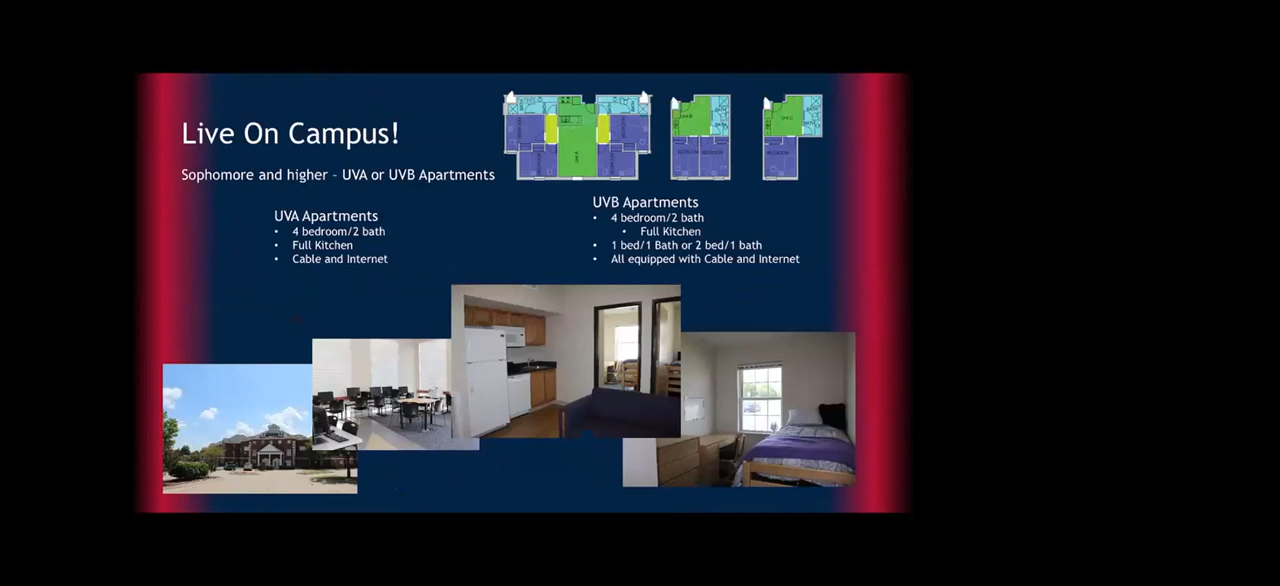 Live On Campus!
Sophomore and higher – UVA or UVB Apartments
UVA Apartments
• 4 bedroom/2 bath
• Full Kitchen
• Cable and Internet
UVB Apartments
• 4 bedroom/2 bath
• Full Kitchen
• 1 bed/1 Bath or 2 bed/1 bath
• All equipped with Cable and Internet